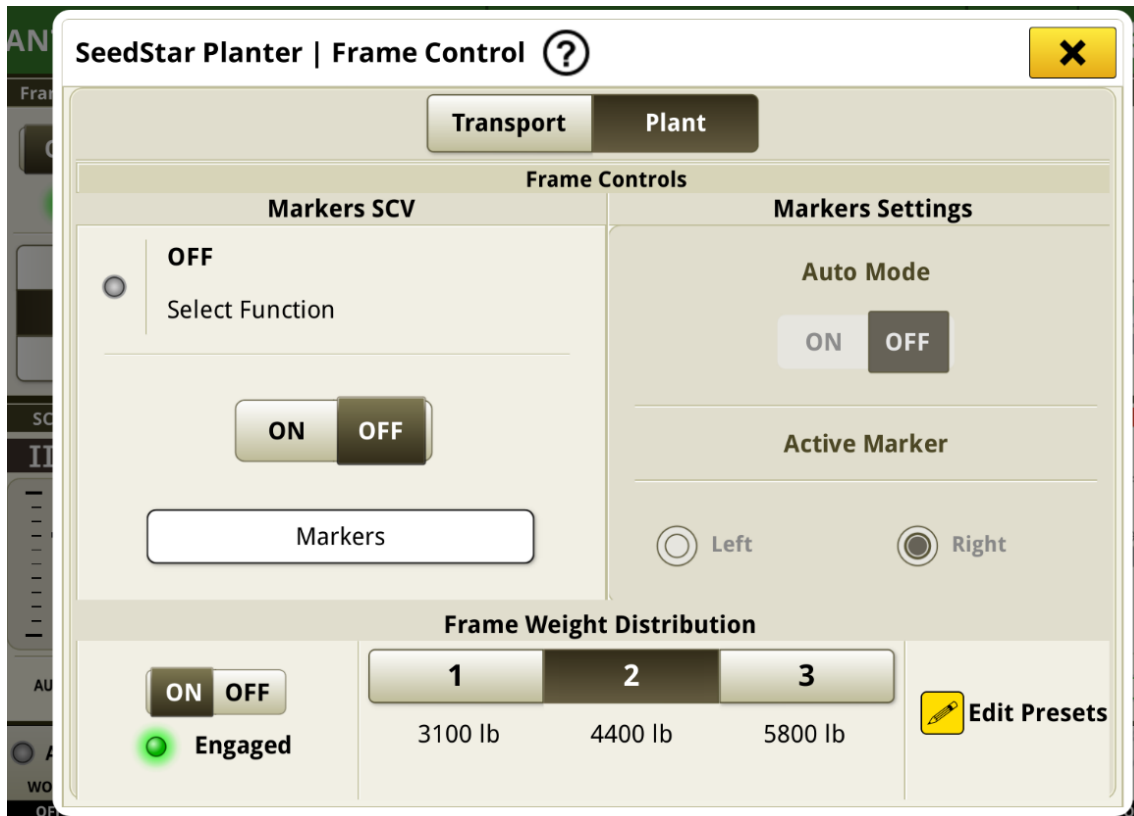 SeedStar Planter | Frame Control ?
Transport Plant
Frame Controls
Markers SCV
OFF
Select Function
ON OFF
Markers
Markers Settings
Auto Mode
ON OFF
Active Marker
Left Right
Frame Weight Distribution
ON OFF
Engaged
1 2 3
3100 lb 4400 lb 5800 lb
Edit Presets